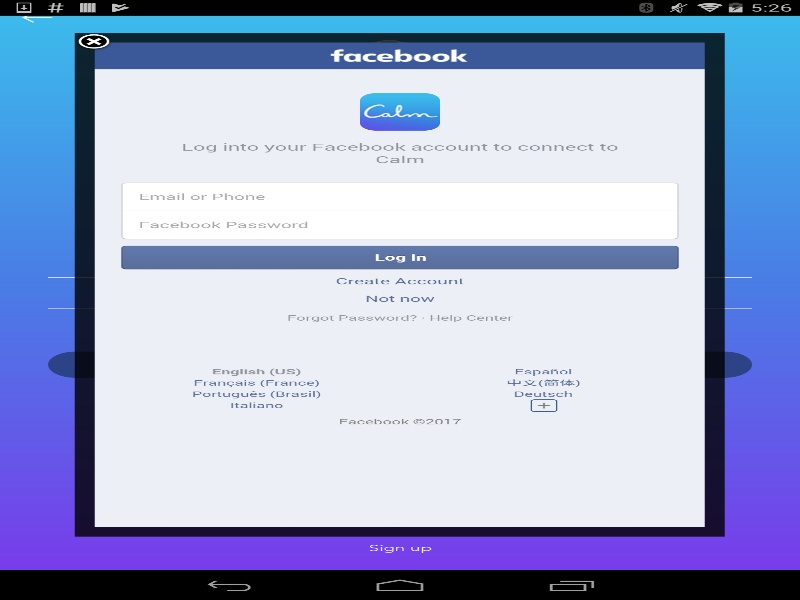 5:26
facebook
Calm
Log into your Facebook account to connect to
Calm
Email or Phone
Facebook Password
Log In
Create Account
Not now
Forgot Password? · Help Center
English (US)
Español
Français (France)
中文(简体)
Português (Brasil)
Deutsch
Italiano
+
Facebook ©2017
Sign up